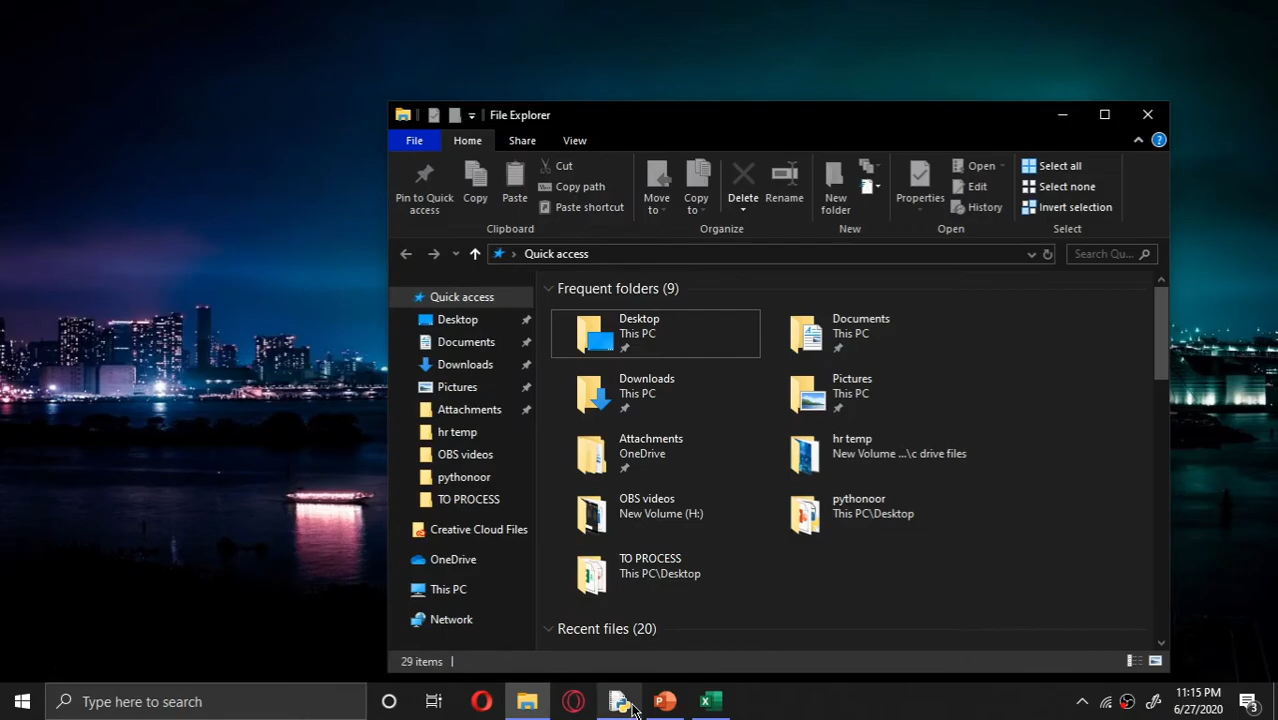 File Explorer
File Home Share View
Pin to Quick access
Copy
Paste
Cut
Copy path
Paste shortcut
Clipboard
Move to
Copy to
Delete
Rename
Organize
New folder
New
Properties
Open
Edit
History
Open
Select all
Select none
Invert selection
Select
Quick access
Search Qu...
Quick access
Desktop
Documents
Downloads
Pictures
Attachments
hr temp
OBS videos
pythonoor
TO PROCESS
Creative Cloud Files
OneDrive
This PC
Network
Frequent folders (9)
Desktop
This PC
Documents
This PC
Downloads
This PC
Pictures
This PC
Attachments
OneDrive
hr temp
New Volume ...\c drive files
OBS videos
New Volume (H:)
pythonoor
This PC\Desktop
TO PROCESS
This PC\Desktop
Recent files (20)
29 items
Type here to search
11:15 PM
6/27/2020
3